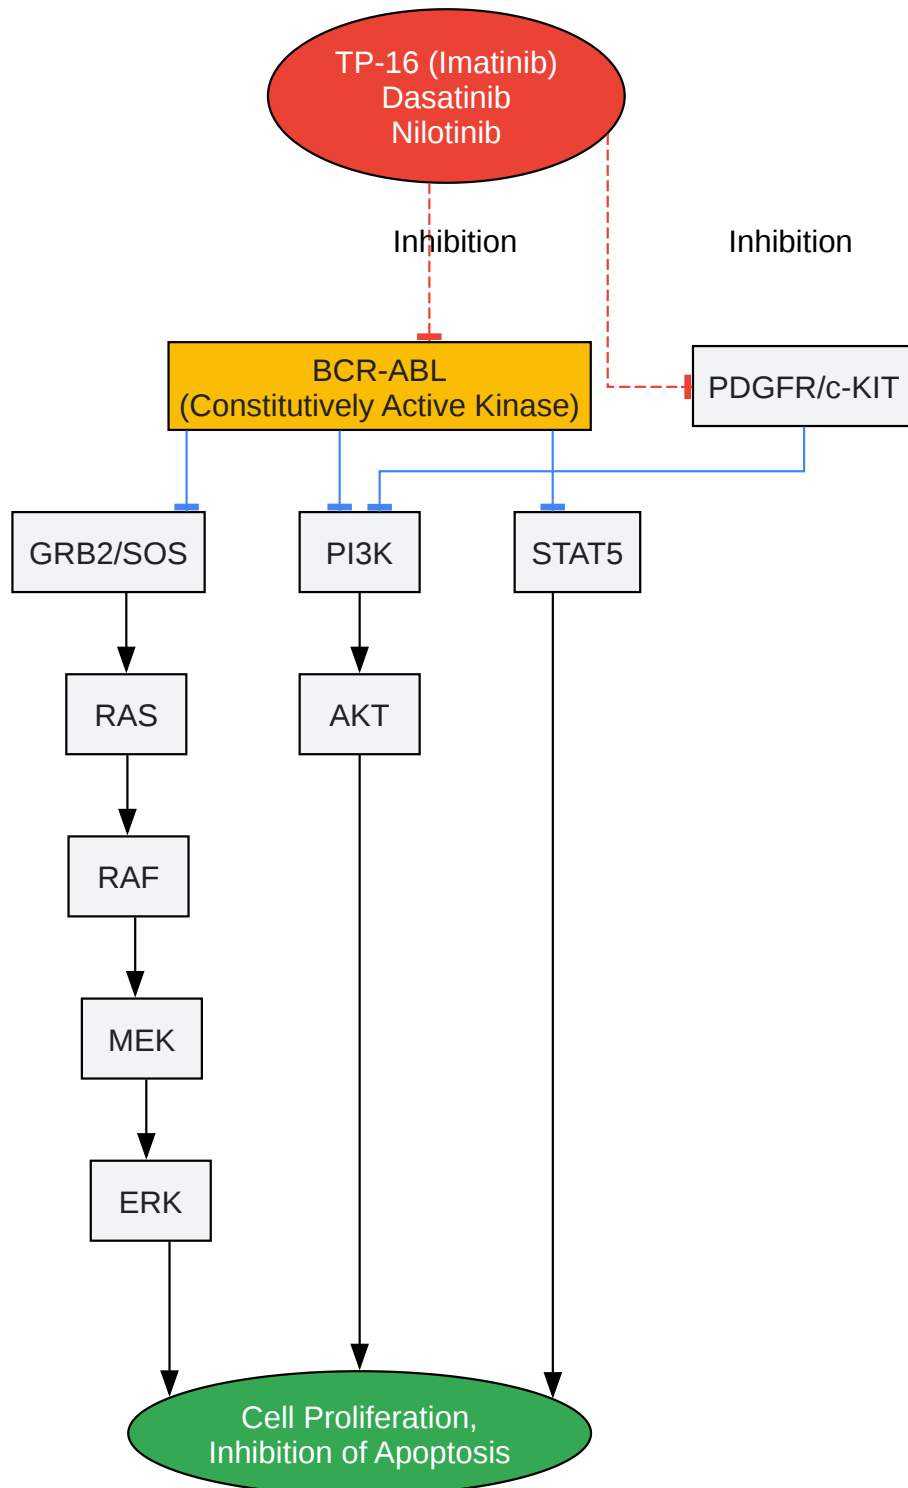 TP-16 (Imatinib)
Dasatinib
Nilotinib
Inhibition
Inhibition
BCR-ABL
(Constitutively Active Kinase)
PDGFR/c-KIT
GRB2/SOS
PI3K
STAT5
RAS
AKT
RAF
MEK
ERK
Cell Proliferation,
Inhibition of Apoptosis